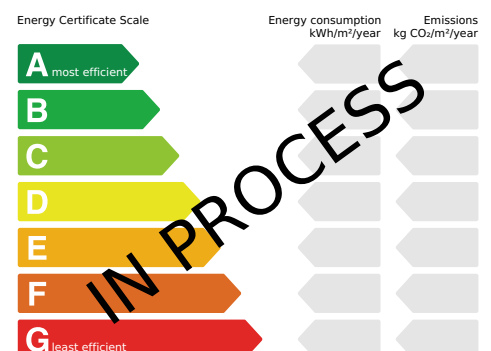 Energy Certificate Scale
Energy consumption
kWh/m²/year
Emissions
kg CO₂/m²/year
A most efficient
B
C
D
E
F
G least efficient
IN PROCESS